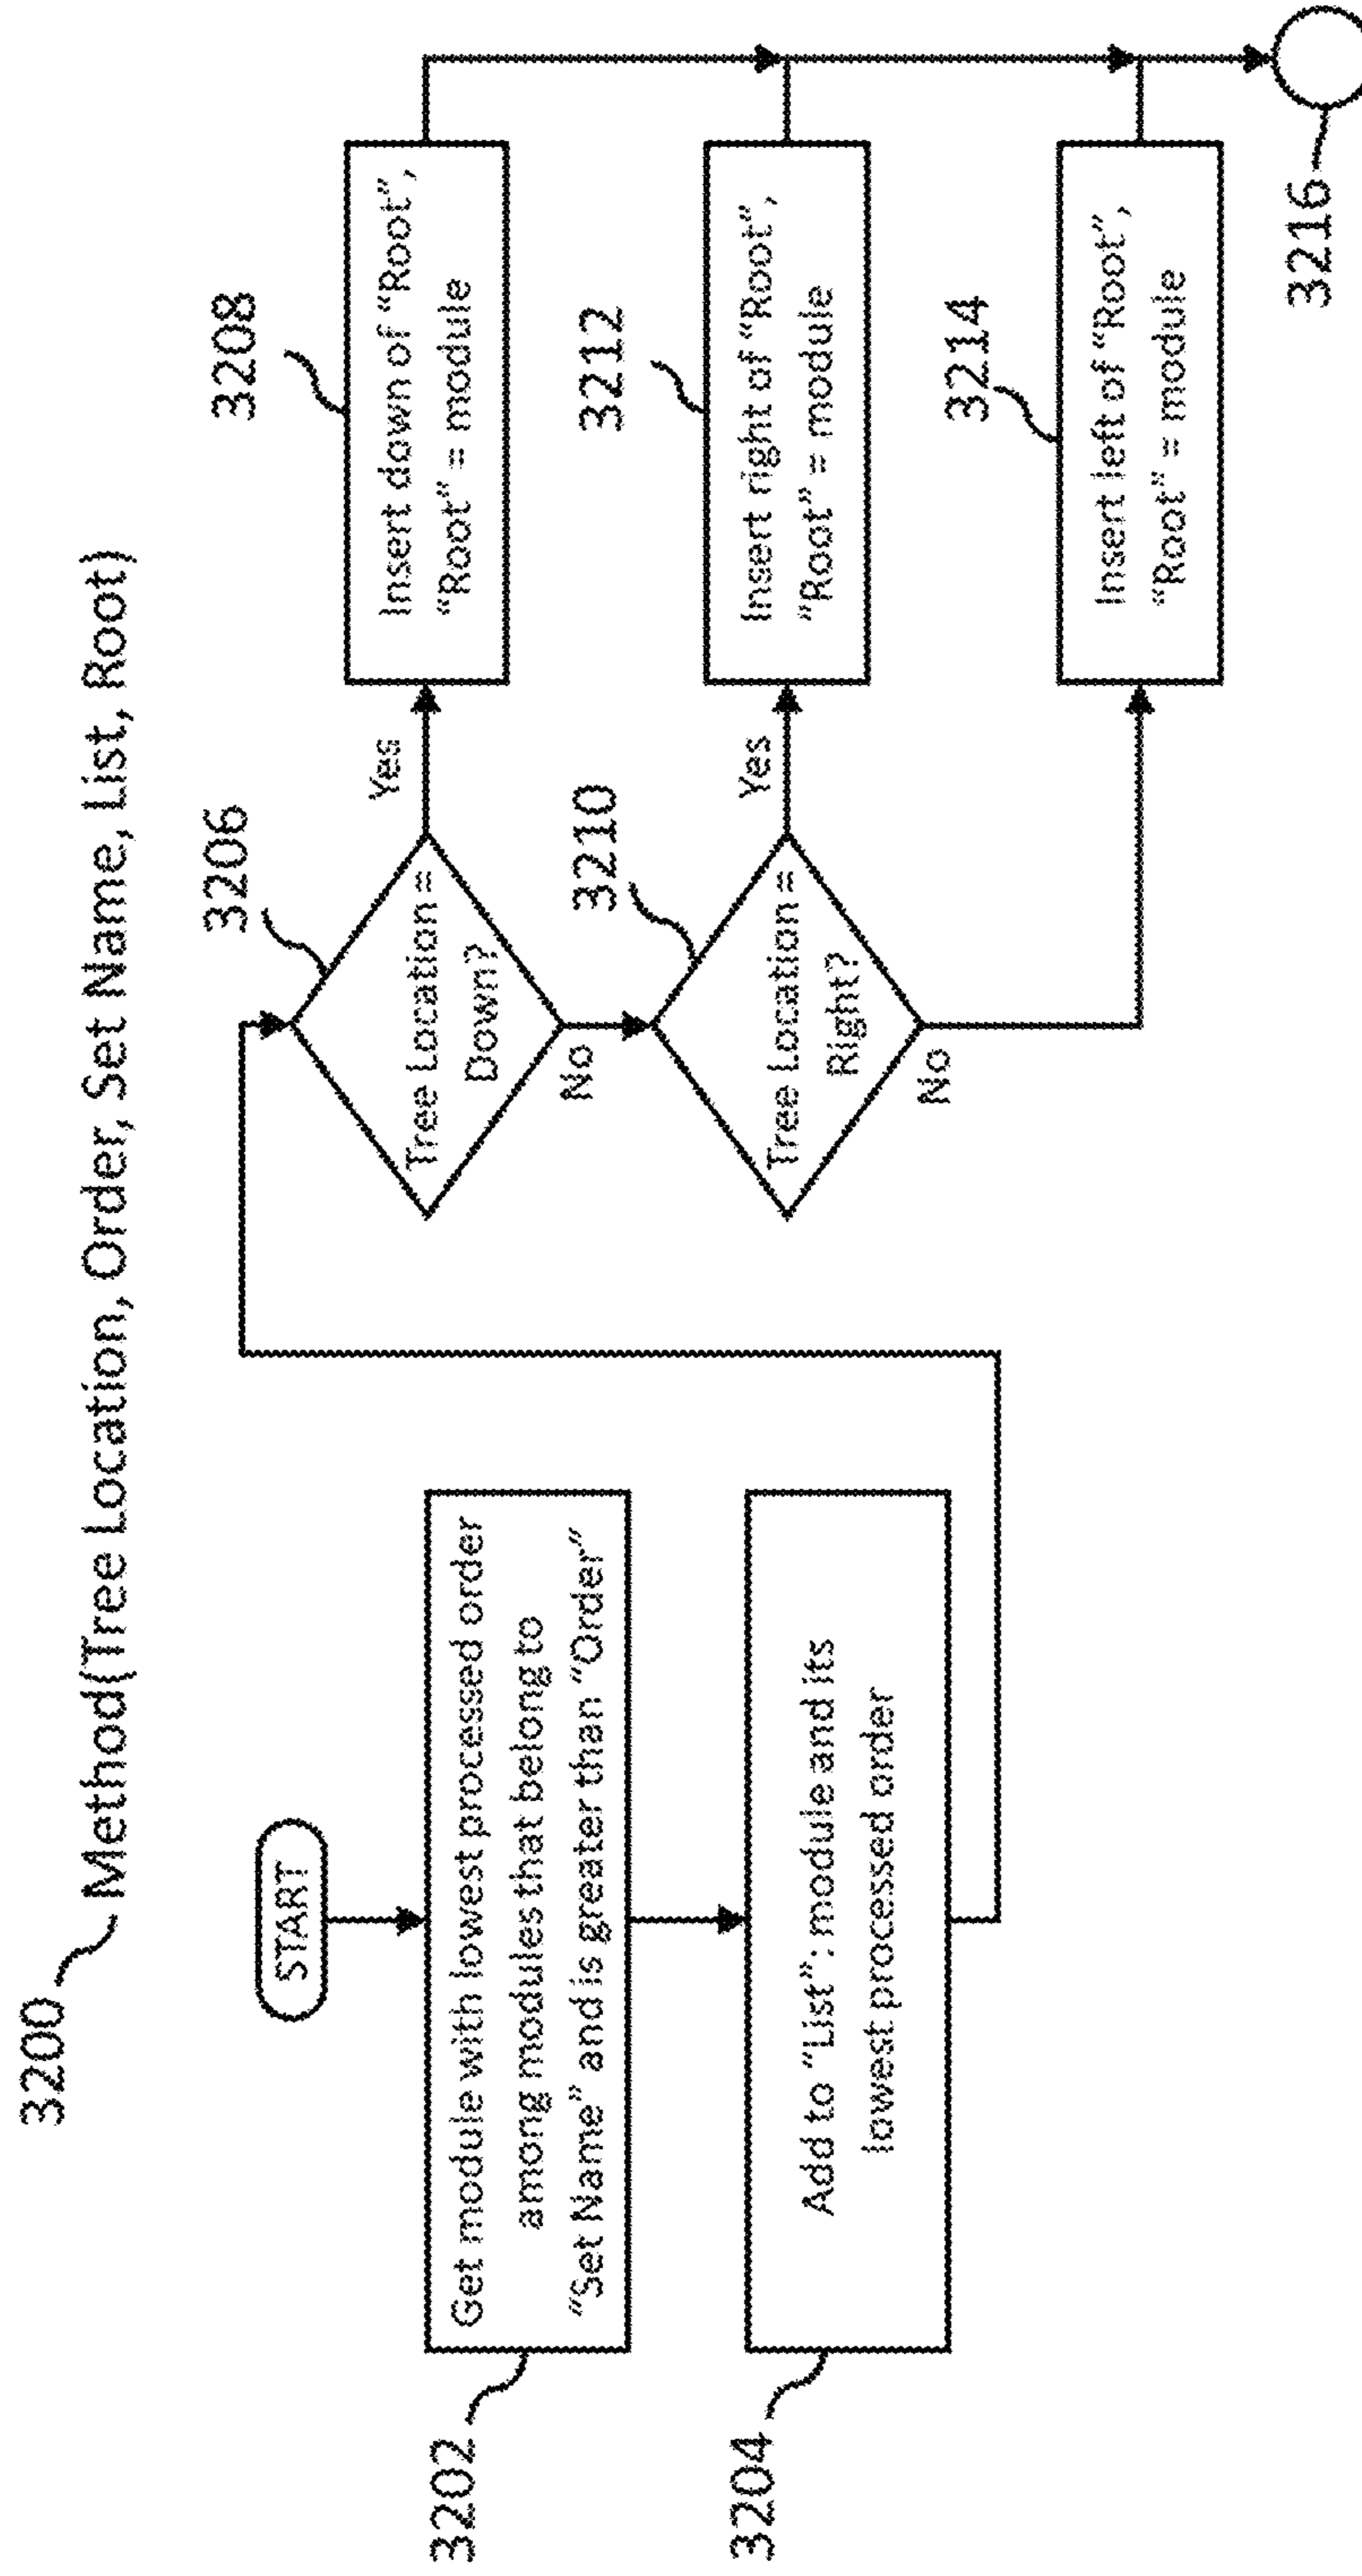 3200
Method(Tree Location, Order, Set Name, List, Root)
START
3202
Get module with lowest processed order
among modules that belong to
“Set Name” and is greater than “Order”
3204
Add to “List”: module and its
lowest processed order
3206
Tree Location =
Down?
Yes
No
3208
Insert down of “Root”,
“Root” = module
3210
Tree Location =
Right?
Yes
No
3212
Insert right of “Root”,
“Root” = module
3214
Insert left of “Root”,
“Root” = module
3216